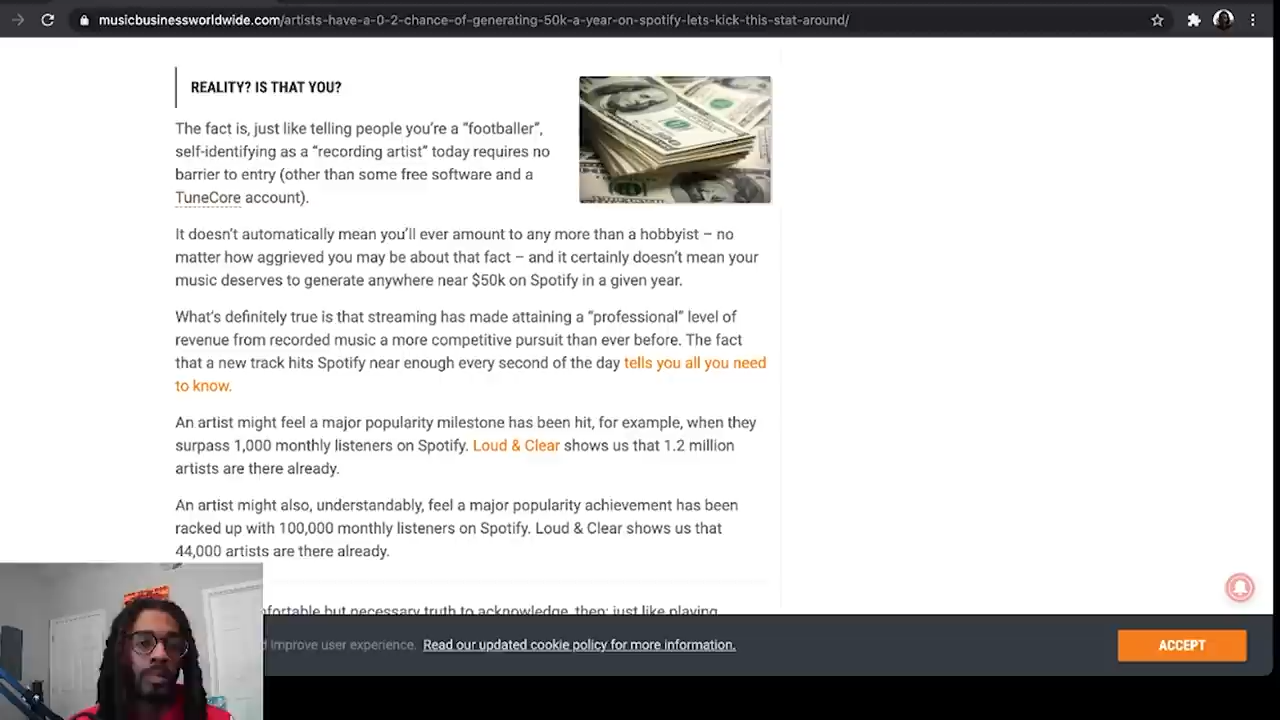 musicbusinessworldwide.com/artists-have-a-0-2-chance-of-generating-50k-a-year-on-spotify-lets-kick-this-stat-around/
REALITY? IS THAT YOU?
The fact is, just like telling people you’re a “footballer”,
self-identifying as a “recording artist” today requires no
barrier to entry (other than some free software and a
TuneCore account).
It doesn’t automatically mean you’ll ever amount to any more than a hobbyist – no
matter how aggrieved you may be about that fact – and it certainly doesn’t mean your
music deserves to generate anywhere near $50k on Spotify in a given year.
What’s definitely true is that streaming has made attaining a “professional” level of
revenue from recorded music a more competitive pursuit than ever before. The fact
that a new track hits Spotify near enough every second of the day tells you all you need
to know.
An artist might feel a major popularity milestone has been hit, for example, when they
surpass 1,000 monthly listeners on Spotify. Loud & Clear shows us that 1.2 million
artists are there already.
An artist might also, understandably, feel a major popularity achievement has been
racked up with 100,000 monthly listeners on Spotify. Loud & Clear shows us that
44,000 artists are there already.
but necessary truth to acknowledge, then: just like playing
improve user experience. Read our updated cookie policy for more information.
ACCEPT